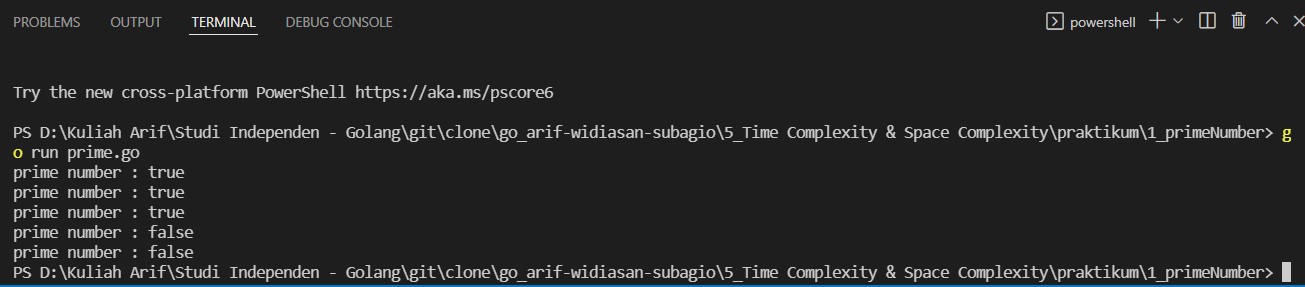 PROBLEMS OUTPUT TERMINAL DEBUG CONSOLE powershell
Try the new cross-platform PowerShell https://aka.ms/pscore6
PS D:\Kuliah Arif\Studi Independen - Golang\git\clone\go_arif-widiasan-subagio\5_Time Complexity & Space Complexity\praktikum\1_primeNumber> g
o run prime.go
prime number : true
prime number : true
prime number : true
prime number : false
prime number : false
PS D:\Kuliah Arif\Studi Independen - Golang\git\clone\go_arif-widiasan-subagio\5_Time Complexity & Space Complexity\praktikum\1_primeNumber>